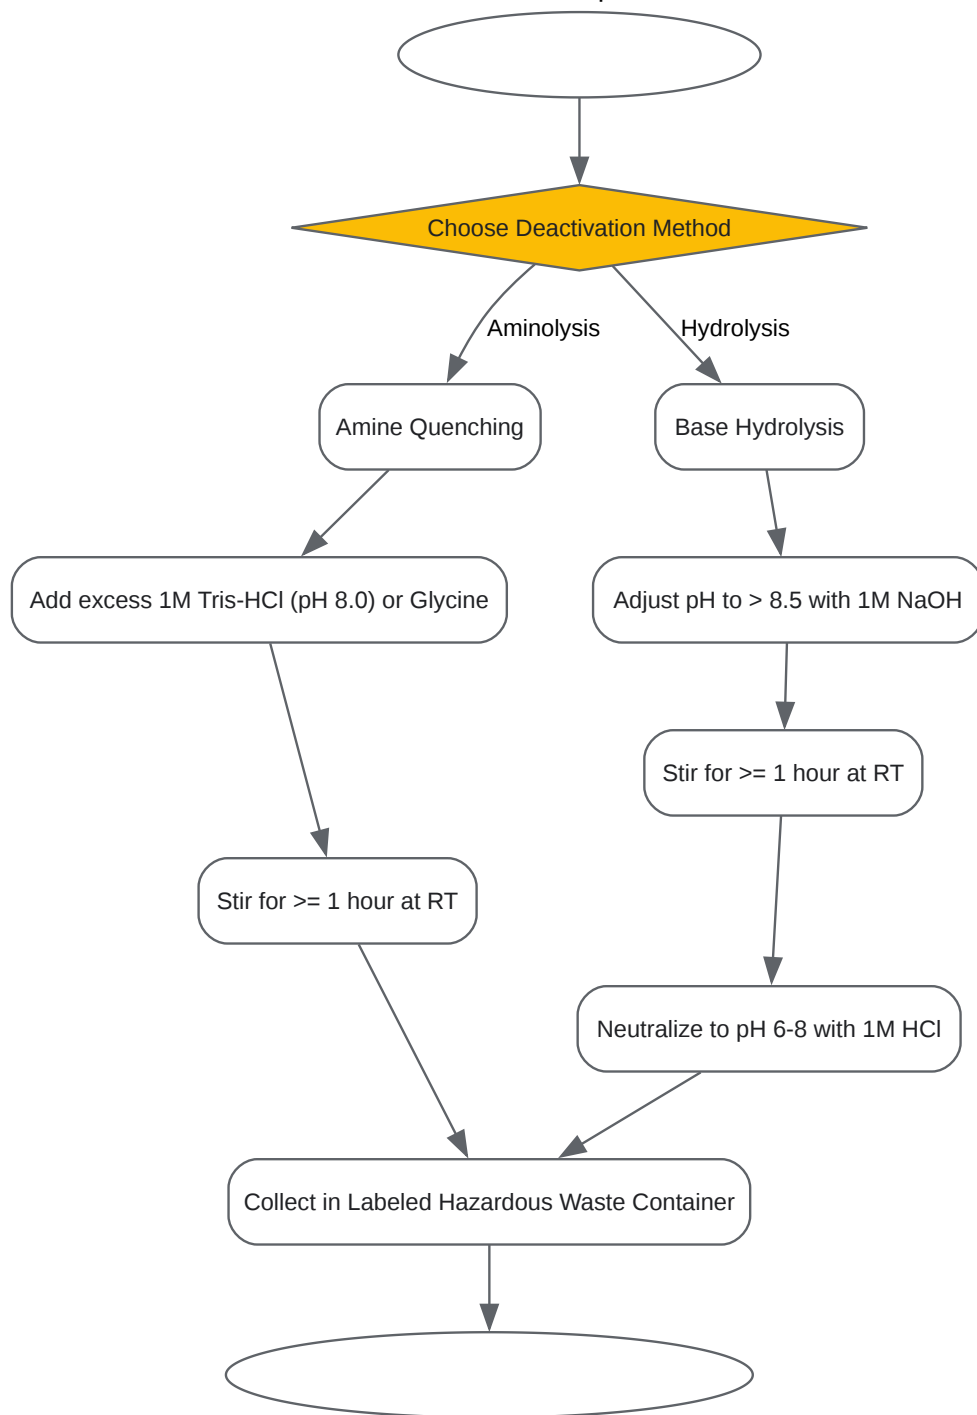 Choose Deactivation Method
Aminolysis
Hydrolysis
Amine Quenching
Base Hydrolysis
Add excess 1M Tris-HCl (pH 8.0) or Glycine
Adjust pH to > 8.5 with 1M NaOH
Stir for >= 1 hour at RT
Stir for >= 1 hour at RT
Neutralize to pH 6-8 with 1M HCl
Collect in Labeled Hazardous Waste Container